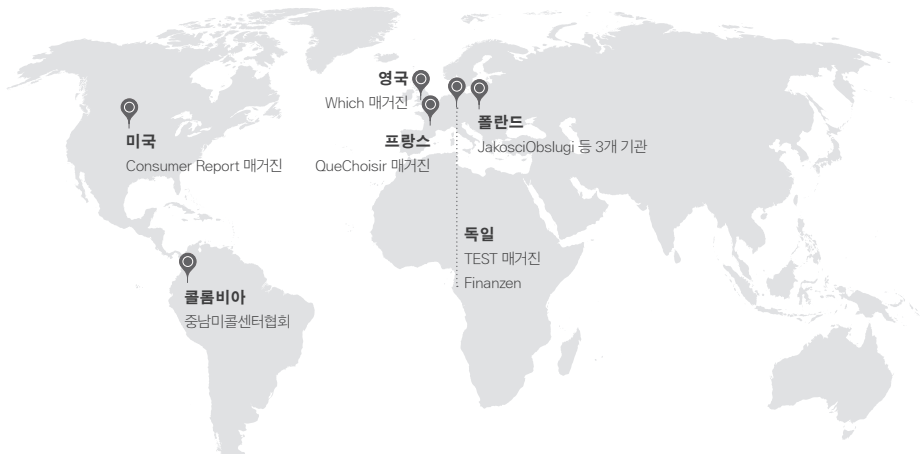 영국
Which 매거진
프랑스
QueChoisir 매거진
폴란드
JakosciObslugi 등 3개 기관
미국
Consumer Report 매거진
독일
TEST 매거진
Finanzen
콜롬비아
중남미콜센터협회